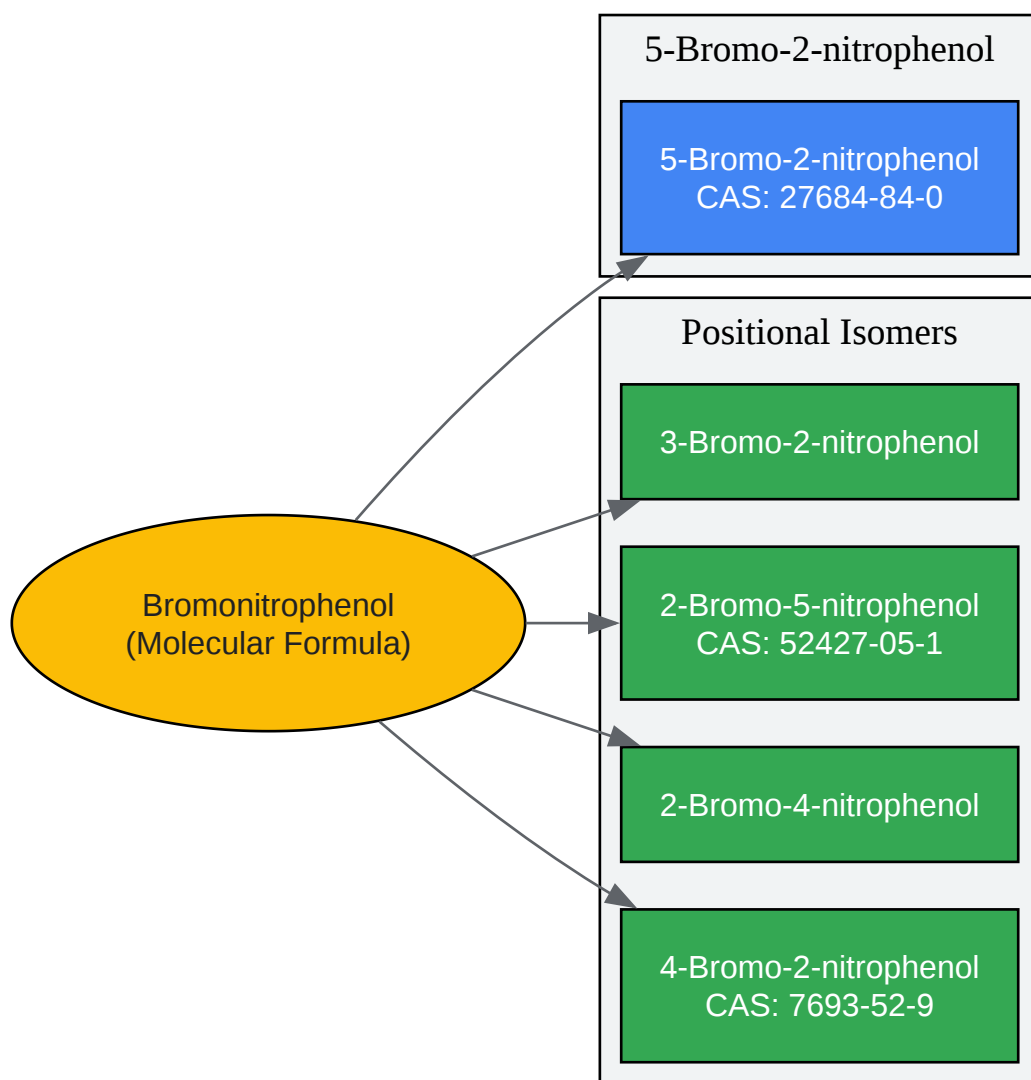 5-Bromo-2-nitrophenol
5-Bromo-2-nitrophenol
CAS: 27684-84-0
Positional Isomers
3-Bromo-2-nitrophenol
Bromonitrophenol
(Molecular Formula)
2-Bromo-5-nitrophenol
CAS: 52427-05-1
2-Bromo-4-nitrophenol
4-Bromo-2-nitrophenol
CAS: 7693-52-9